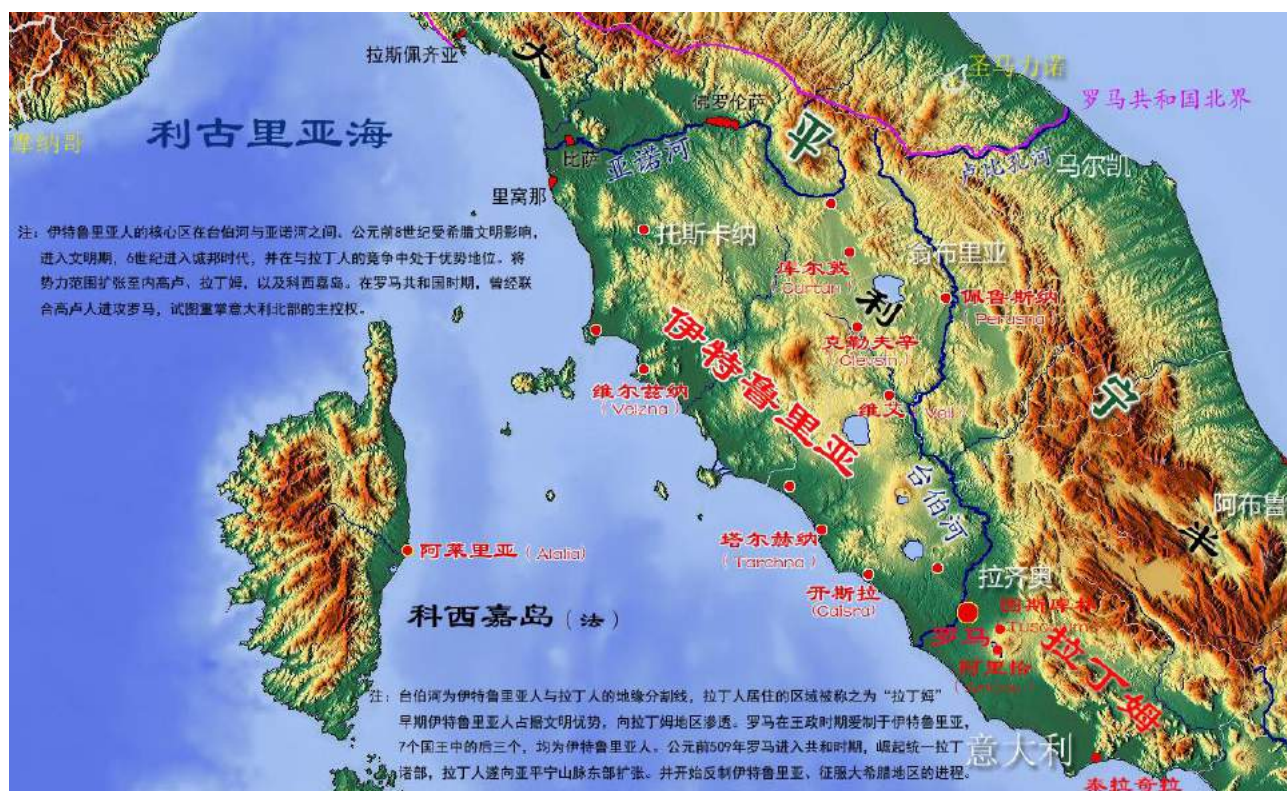 拉斯佩齐亚
大
圣马力诺
罗马共和国北界
摩纳哥
利古里亚海
佛罗伦萨
平
比萨
亚诺河
卢比孔河
马尔凯
里窝那
注：伊特鲁里亚人的核心区在台伯河与亚诺河之间、公元前8世纪受希腊文明影响，
进入文明期，6世纪进入诚邦时代，并在与拉丁人的竞争中处于优势地位。将
势力范围扩张至内高卢、拉丁姆，以及科西嘉岛。在罗马共和国时期，曾经联
合高卢人进攻罗马，试图重掌意大利北部的主控权。
托斯卡纳
翁布里亚
库尔敦
(Curtun)
利
佩鲁斯纳
(Perusna)
伊特鲁里亚
克勒夫辛
(Clevsin)
维尔兹纳
(Velzna)
维艾(Veii)
宁
台伯河
阿布鲁
半
阿莱里亚(Alalia)
塔尔赫纳
(Tarchna)
开斯拉
(Caisra)
拉齐奥
科西嘉岛(法)
罗马
拉丁姆
注：台伯河为伊特鲁里亚人与拉丁人的地缘分割线，拉丁人居住的区域被称之为“拉丁姆”
早期伊特鲁里亚人占据文明优势，向拉丁姆地区渗透。罗马在王政时期受制于伊特鲁里亚，
7个国王中的后三个，均为伊特鲁里亚人。公元前509年罗马进入共和时期，崛起统一拉丁
诸部，拉丁人遂向亚平宁山脉东部扩张。并开始反制伊特鲁里亚、征服大希腊地区的进程。
意大利
泰拉奇拉